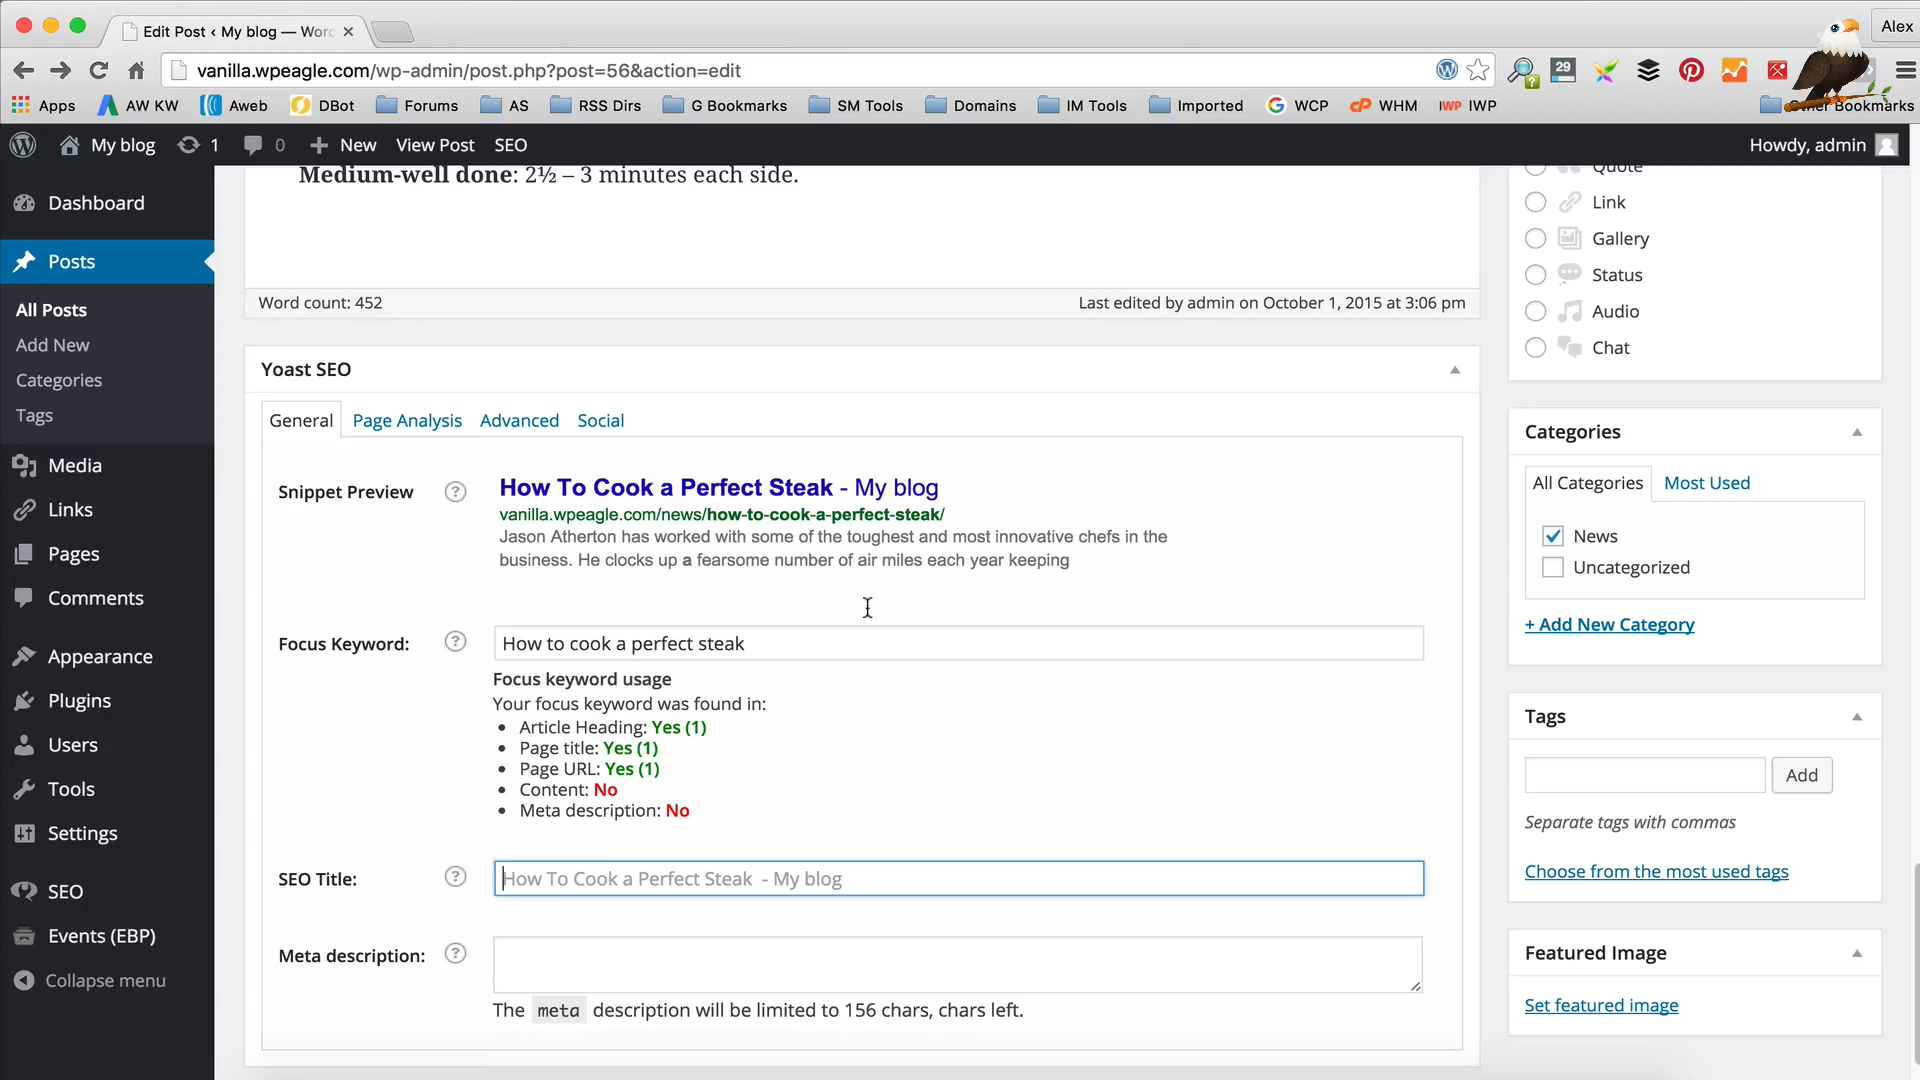 Edit Post ‹ My blog — Worc
Alex
vanilla.wpeagle.com/wp-admin/post.php?post=56&action=edit
29
Apps AW KW Aweb DBot Forums AS RSS Dirs G Bookmarks SM Tools Domains IM Tools Imported WCP WHM IWP IWP Other Bookmarks
My blog 1 0 New View Post SEO Howdy, admin
Dashboard
Posts
All Posts
Add New
Categories
Tags
Media
Links
Pages
Comments
Appearance
Plugins
Users
Tools
Settings
SEO
Events (EBP)
Collapse menu
Medium-well done: 2½ – 3 minutes each side.
Word count: 452 Last edited by admin on October 1, 2015 at 3:06 pm
Yoast SEO
General Page Analysis Advanced Social
Snippet Preview ? How To Cook a Perfect Steak - My blog
vanilla.wpeagle.com/news/how-to-cook-a-perfect-steak/
Jason Atherton has worked with some of the toughest and most innovative chefs in the
business. He clocks up a fearsome number of air miles each year keeping
Focus Keyword: ? How to cook a perfect steak
Focus keyword usage
Your focus keyword was found in:
• Article Heading: Yes (1)
• Page title: Yes (1)
• Page URL: Yes (1)
• Content: No
• Meta description: No
SEO Title: ? How To Cook a Perfect Steak - My blog
Meta description: ?
The meta description will be limited to 156 chars, chars left.
Quote
Link
Gallery
Status
Audio
Chat
Categories
All Categories Most Used
News
Uncategorized
+ Add New Category
Tags
Add
Separate tags with commas
Choose from the most used tags
Featured Image
Set featured image